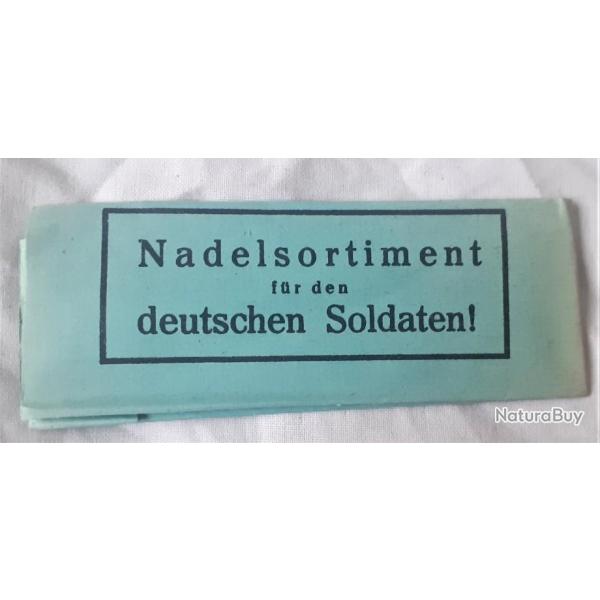 Nadelsortiment
für den
deutschen Soldaten!
NaturaBuy